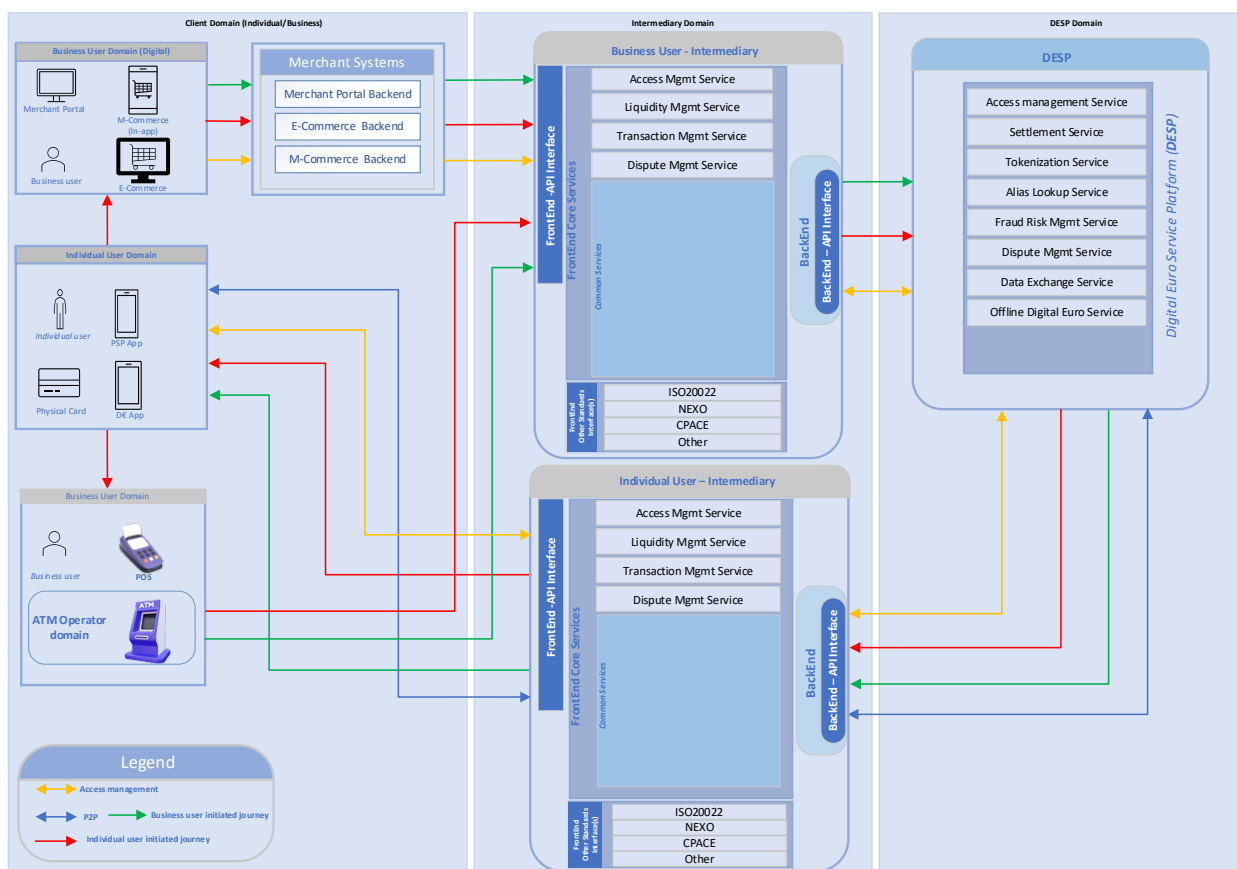 Client Domain (Individual/Business)
Intermediary Domain
DESP Domain
Business User Domain (Digital)
Merchant Portal
M-Commerce
(In-app)
Business user
E-Commerce
Merchant Systems
Merchant Portal Backend
E-Commerce Backend
M-Commerce Backend
Individual User Domain
Individual user
PSP App
Physical Card
D€ App
Business User Domain
Business user
POS
ATM Operator
domain
ATM
Legend
Access management
P2P
Business user initiated journey
Individual user initiated journey
Business User - Intermediary
FrontEnd -API Interface
FrontEnd Core Services
Access Mgmt Service
Liquidity Mgmt Service
Transaction Mgmt Service
Dispute Mgmt Service
Common Services
BackEnd
BackEnd – API Interface
FrontEnd
Other Standards
Interface(s)
ISO20022
NEXO
CPACE
Other
Individual User – Intermediary
FrontEnd -API Interface
FrontEnd Core Services
Access Mgmt Service
Liquidity Mgmt Service
Transaction Mgmt Service
Dispute Mgmt Service
Common Services
BackEnd
BackEnd – API Interface
FrontEnd
Other Standards
Interface(s)
ISO20022
NEXO
CPACE
Other
DESP
Access management Service
Settlement Service
Tokenization Service
Alias Lookup Service
Fraud Risk Mgmt Service
Dispute Mgmt Service
Data Exchange Service
Offline Digital Euro Service
Digital Euro Service Platform (DESP)